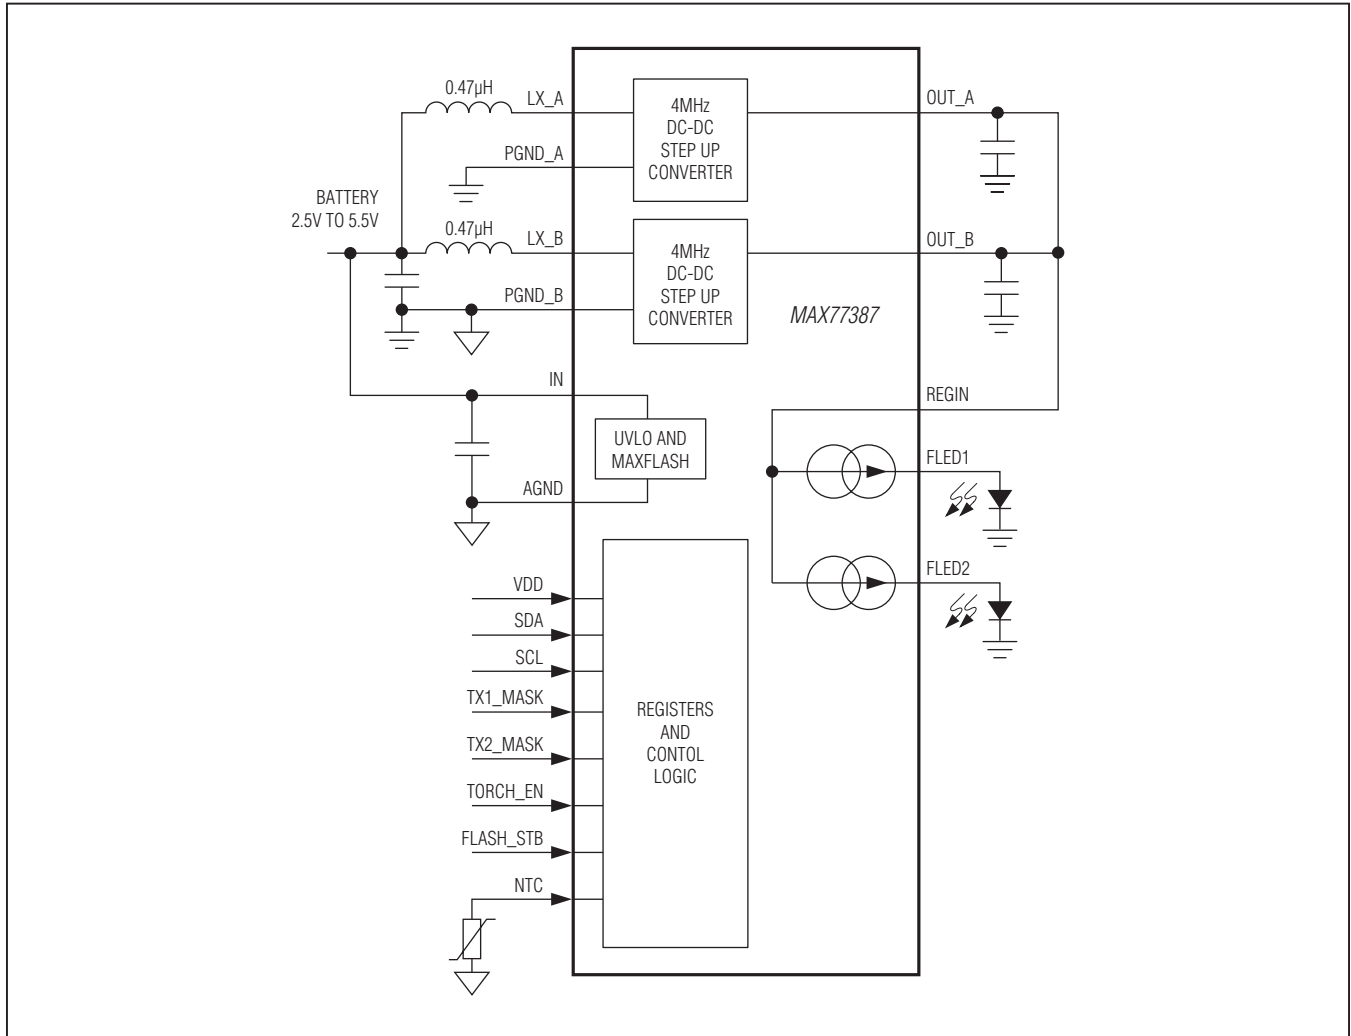 0.47µH
LX_A
4MHz
DC-DC
STEP UP
CONVERTER
OUT_A
PGND_A
BATTERY
2.5V TO 5.5V
0.47µH
LX_B
4MHz
DC-DC
STEP UP
CONVERTER
OUT_B
PGND_B
MAX77387
IN
REGIN
UVLO AND
MAXFLASH
FLED1
AGND
FLED2
VDD
SDA
SCL
TX1_MASK
TX2_MASK
TORCH_EN
FLASH_STB
NTC
REGISTERS
AND
CONTOL
LOGIC